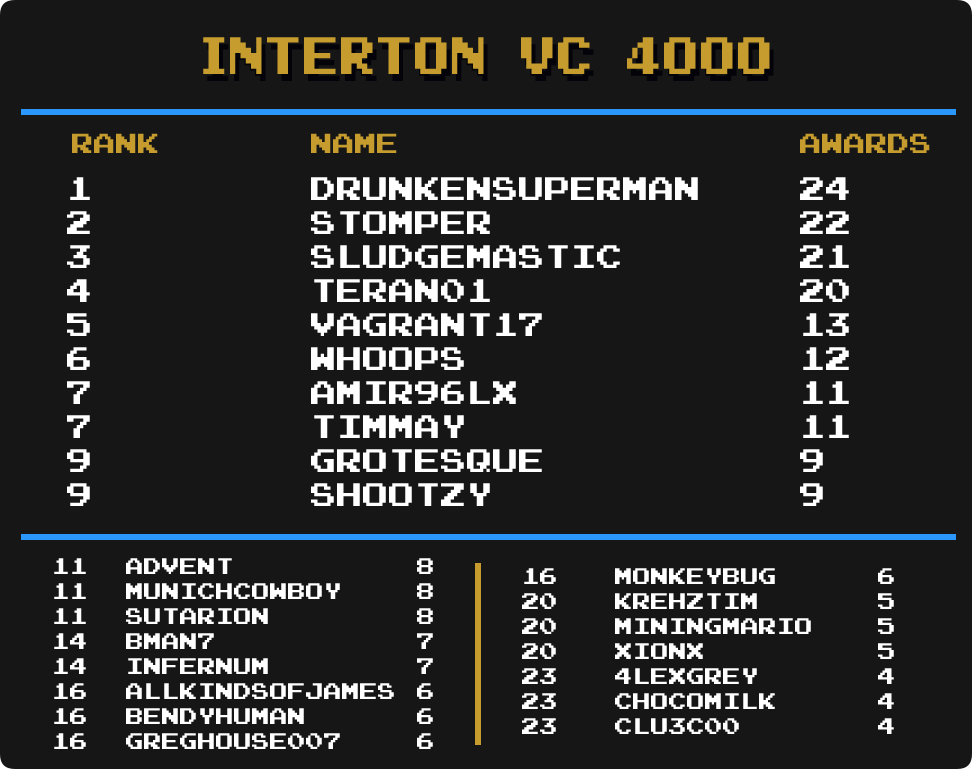 INTERTON VC 4000
RANK NAME AWARDS
1 DRUNKENSUPERMAN 24
2 STOMPER 22
3 SLUDGEMASTIC 21
4 TERAN01 20
5 VAGRANT17 13
6 WHOOPS 12
7 AMIR96LX 11
7 TIMMAY 11
9 GROTESQUE 9
9 SHOOTZY 9
11 ADVENT 8
11 MUNICHCOWBOY 8
11 SUTARION 8
14 BMAN7 7
14 INFERNUM 7
16 ALLKINDSOFJAMES 6
16 BENDYHUMAN 6
16 GREGHOUSE007 6
16 MONKEYBUG 6
20 KREHZTIM 5
20 MININGMARIO 5
20 XIONX 5
23 4LEXGREY 4
23 CHOCOMILK 4
23 CLU3C00 4